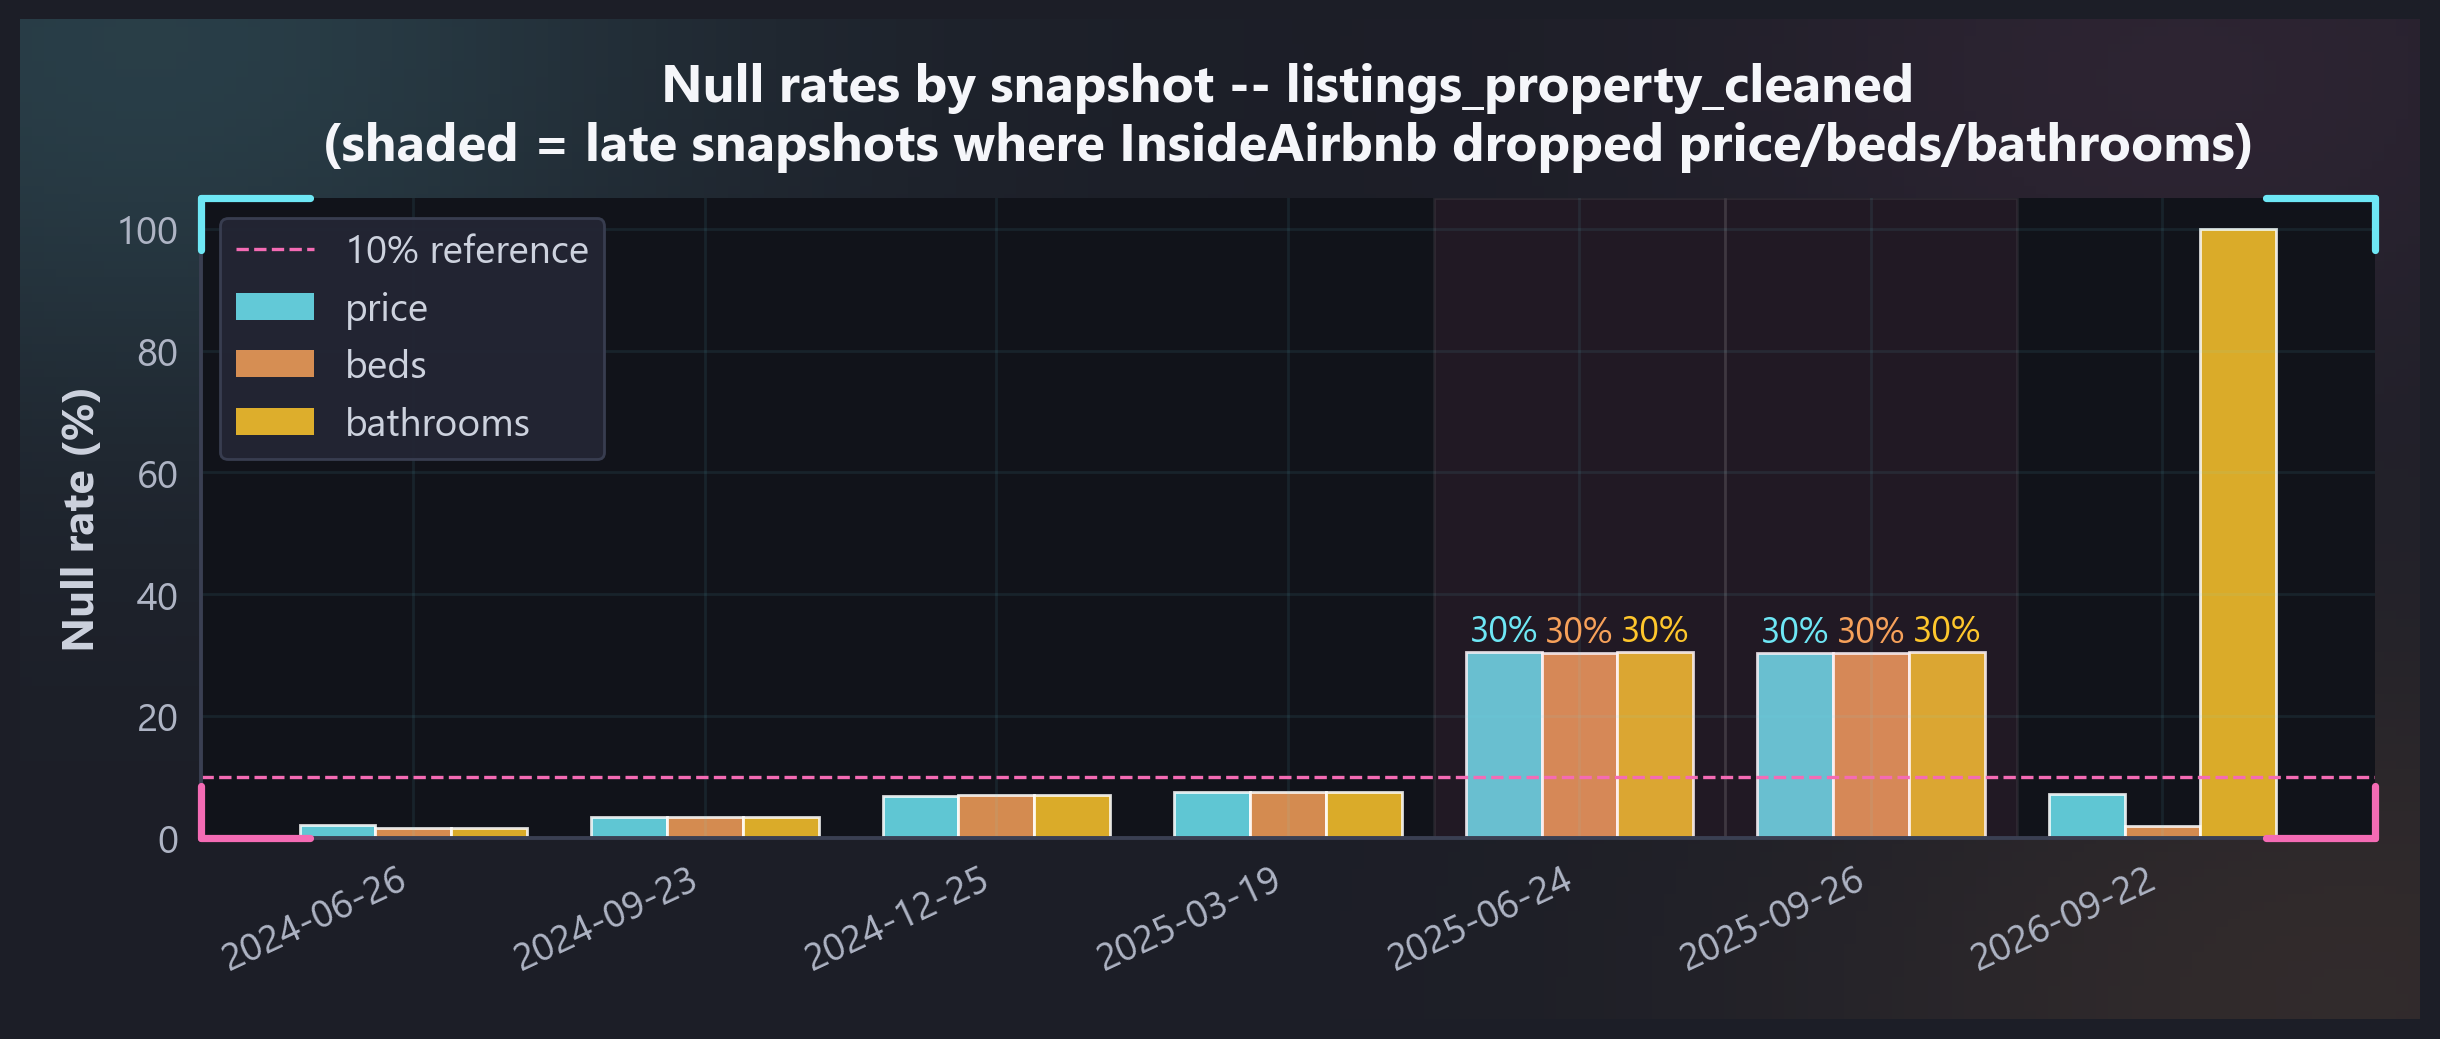 Null rates by snapshot -- listings_property_cleaned
(shaded = late snapshots where InsideAirbnb dropped price/beds/bathrooms)
Null rate (%)
100
80
60
40
20
0
10% reference
price
beds
bathrooms
30% 30% 30%
30% 30% 30%
2024-06-26
2024-09-23
2024-12-25
2025-03-19
2025-06-24
2025-09-26
2026-09-22